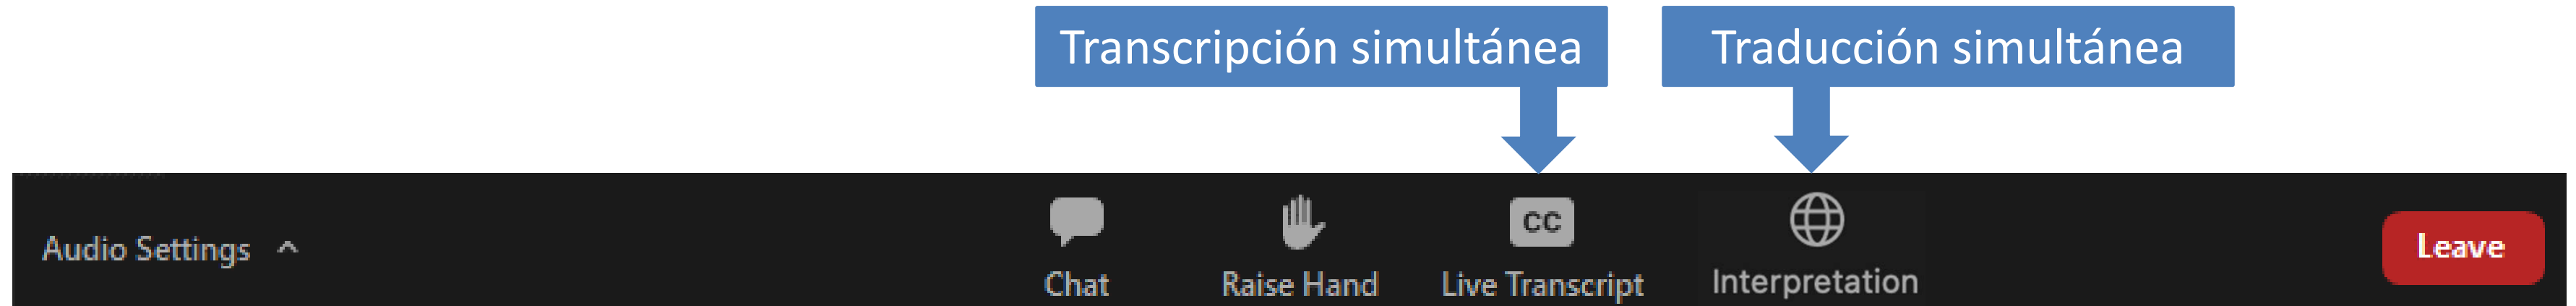 Transcripción simultánea
Traducción simultánea
Audio Settings
CC
Chat
Raise Hand
Live Transcript
Interpretation
Leave